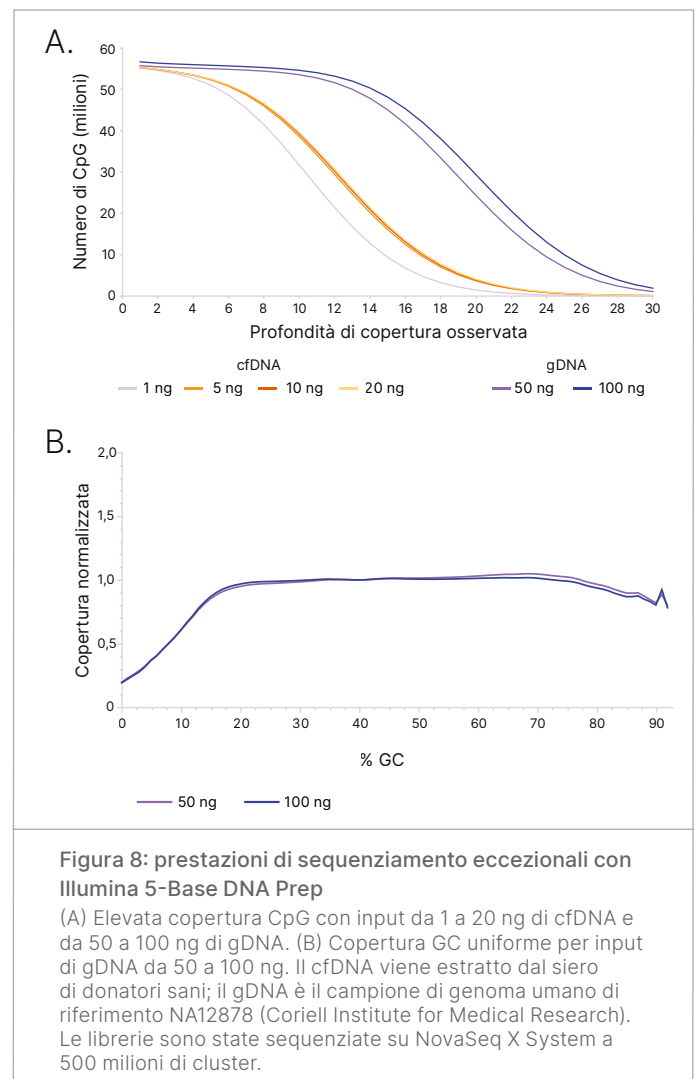 A.
60
50
40
30
20
10
0
Numero di CpG (milioni)
0 2 4 6 8 10 12 14 16 18 20 22 24 26 28 30
Profondità di copertura osservata
cfDNA gDNA
1 ng 5 ng 10 ng 20 ng 50 ng 100 ng
B.
2,0
1,5
1,0
0,5
0
Copertura normalizzata
0 10 20 30 40 50 60 70 80 90
% GC
50 ng 100 ng
Figura 8: prestazioni di sequenziamento eccezionali con
Illumina 5-Base DNA Prep
(A) Elevata copertura CpG con input da 1 a 20 ng di cfDNA e
da 50 a 100 ng di gDNA. (B) Copertura GC uniforme per input
di gDNA da 50 a 100 ng. Il cfDNA viene estratto dal siero
di donatori sani; il gDNA è il campione di genoma umano di
riferimento NA12878 (Coriell Institute for Medical Research).
Le librerie sono state sequenziate su NovaSeq X System a
500 milioni di cluster.